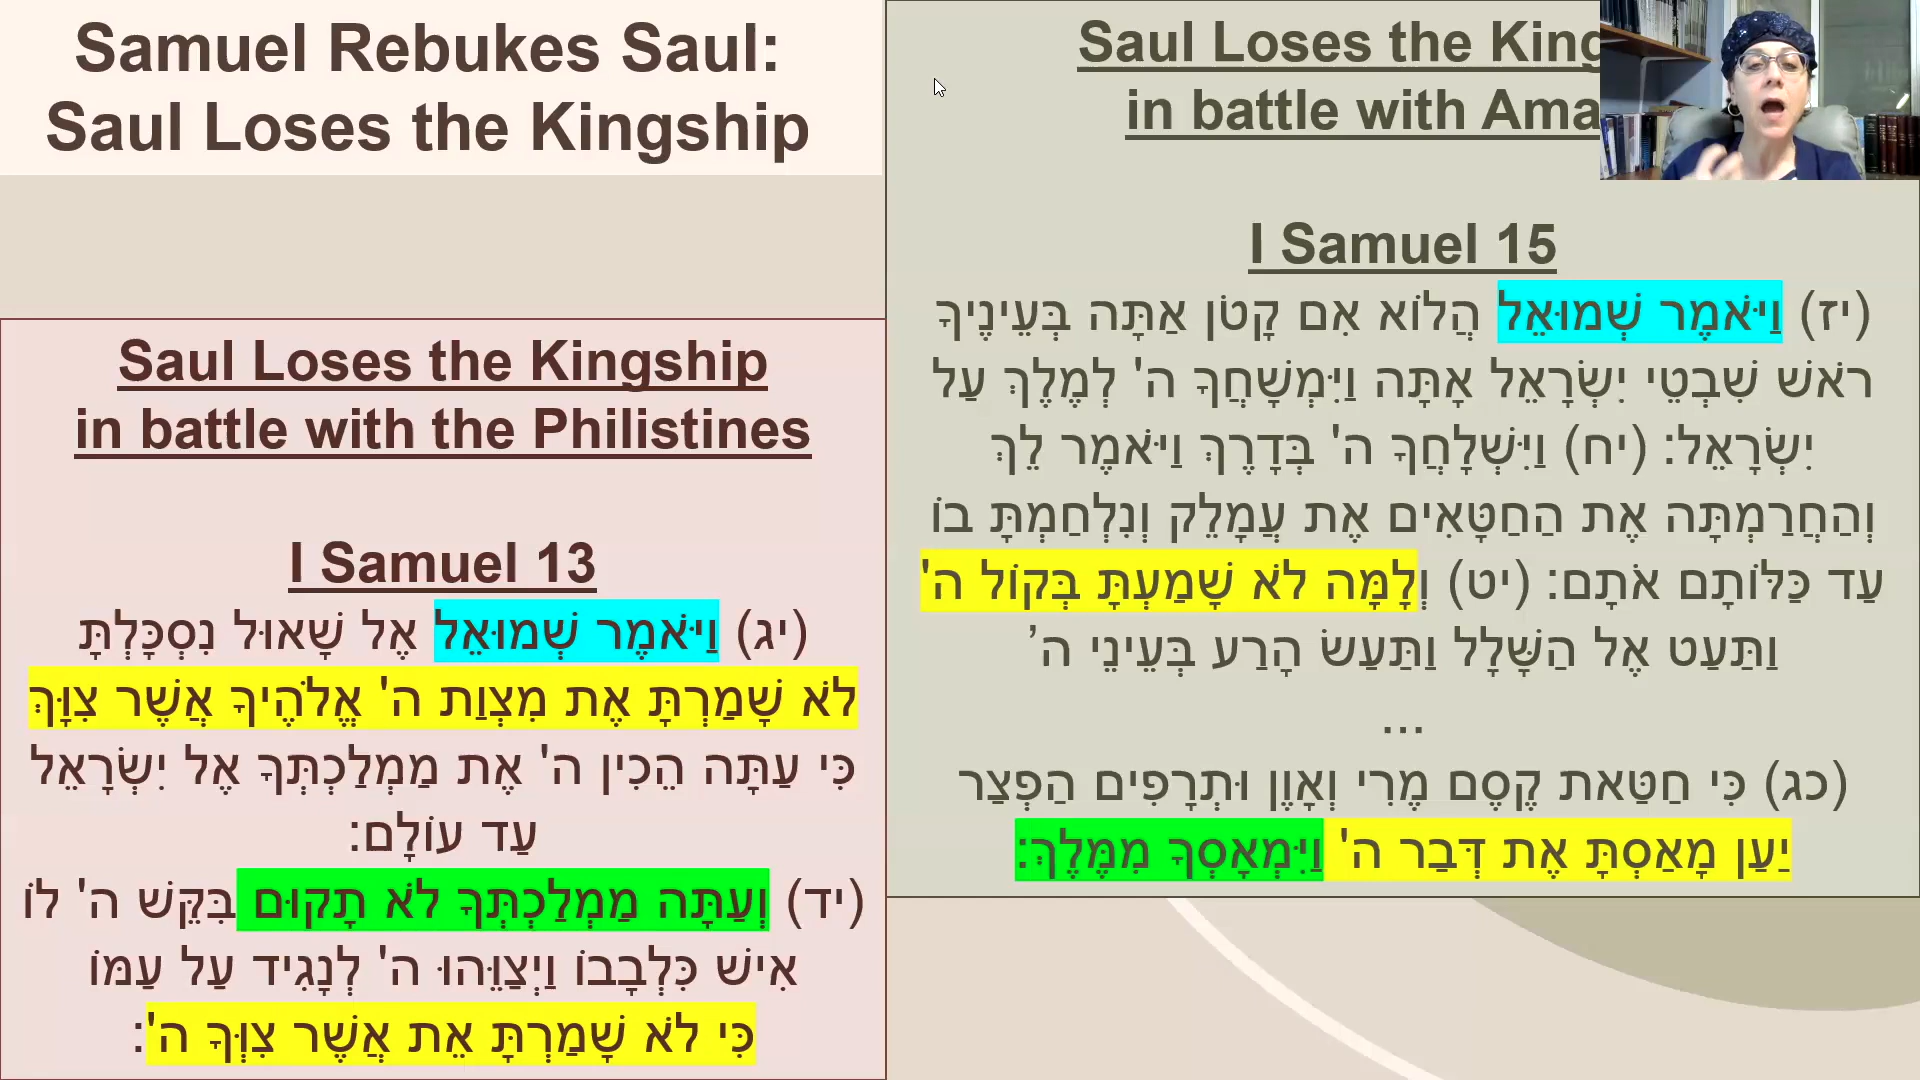 Samuel Rebukes Saul:
Saul Loses the Kingship
Saul Loses the Kingship
in battle with the Philistines
I Samuel 13
(יג) וַיֹּאמֶר שְׁמוּאֵל אֶל שָׁאוּל נִסְכָּלְתָּ
לֹא שָׁמַרְתָּ אֶת מִצְוַת ה' אֱלֹהֶיךָ אֲשֶׁר צִוָּךְ
כִּי עַתָּה הֵכִין ה' אֶת מַמְלַכְתְּךָ אֶל יִשְׂרָאֵל
עַד עוֹלָם:
(יד) וְעַתָּה מַמְלַכְתְּךָ לֹא תָקוּם בִּקֵּשׁ ה' לוֹ
אִישׁ כִּלְבָבוֹ וַיְצַוֵּהוּ ה' לְנָגִיד עַל עַמּוֹ
כִּי לֹא שָׁמַרְתָּ אֵת אֲשֶׁר צִוְּךָ ה':
Saul Loses the King
in battle with Ama
I Samuel 15
(יז) וַיֹּאמֶר שְׁמוּאֵל הֲלוֹא אִם קָטֹן אַתָּה בְּעֵינֶיךָ
רֹאשׁ שִׁבְטֵי יִשְׂרָאֵל אָתָּה וַיִּמְשָׁחֲךָ ה' לְמֶלֶךְ עַל
יִשְׂרָאֵל: (יח) וַיִּשְׁלָחֲךָ ה' בְּדָרֶךְ וַיֹּאמֶר לֵךְ
וְהַחֲרַמְתָּה אֶת הַחַטָּאִים אֶת עֲמָלֵק וְנִלְחַמְתָּ בוֹ
עַד כַּלּוֹתָם אֹתָם: (יט) וְלָמָּה לֹא שָׁמַעְתָּ בְּקוֹל ה'
וַתַּעַט אֶל הַשָּׁלָל וַתַּעַשׂ הָרַע בְּעֵינֵי ה’
...
(כג) כִּי חַטַּאת קֶסֶם מֶרִי וְאָוֶן וּתְרָפִים הַפְצַר
יַעַן מָאַסְתָּ אֶת דְּבַר ה' וַיִּמְאָסְךָ מִמֶּלֶךְ: